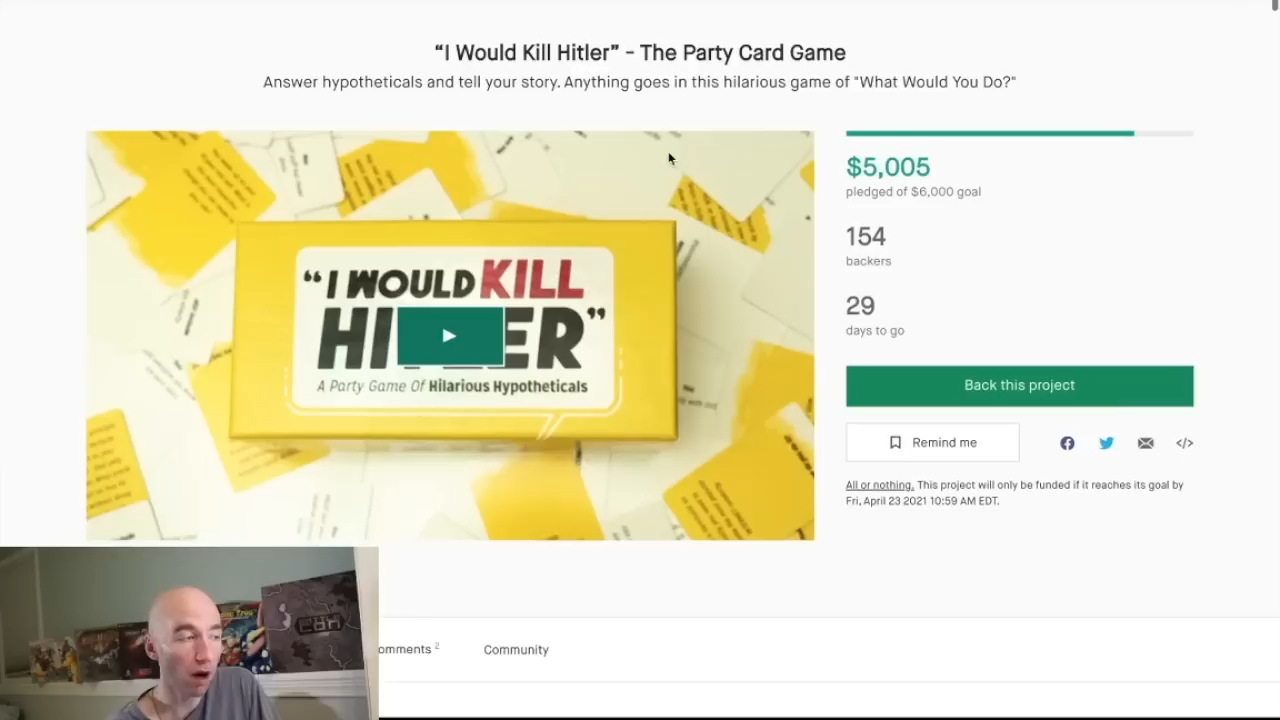 “I Would Kill Hitler” - The Party Card Game
Answer hypotheticals and tell your story. Anything goes in this hilarious game of "What Would You Do?"
“I WOULD KILL
HI ER”
A Party Game Of Hilarious Hypotheticals
$5,005
pledged of $6,000 goal
154
backers
29
days to go
Back this project
Remind me
All or nothing. This project will only be funded if it reaches its goal by
Fri, April 23 2021 10:59 AM EDT.
omments 2
Community